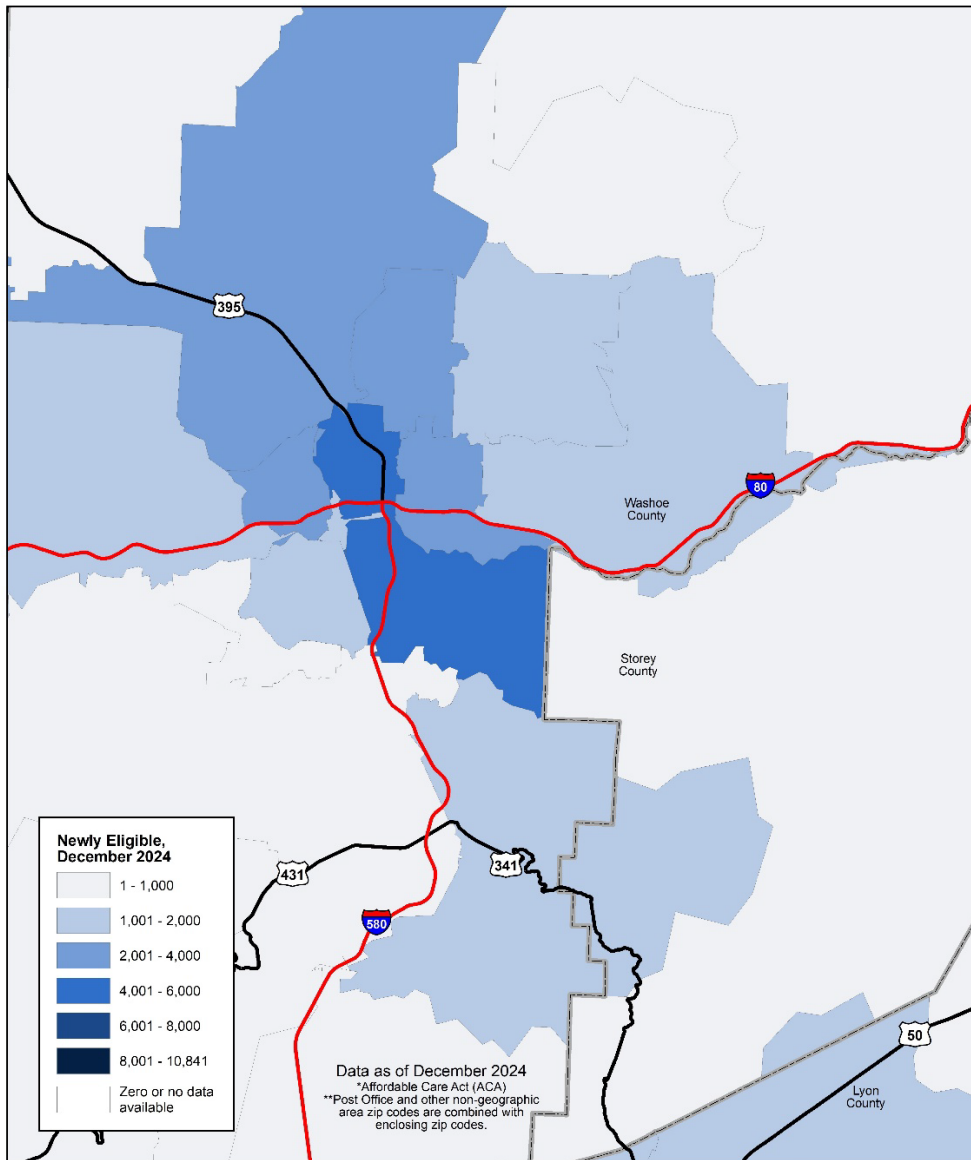 395
80
Washoe
County
Storey
County
Newly Eligible,
December 2024
1 - 1,000
1,001 - 2,000
2,001 - 4,000
4,001 - 6,000
6,001 - 8,000
8,001 - 10,841
Zero or no data
available
431
341
580
50
Lyon
County
Data as of December 2024
*Affordable Care Act (ACA)
**Post Office and other non-geographic
area zip codes are combined with
enclosing zip codes.